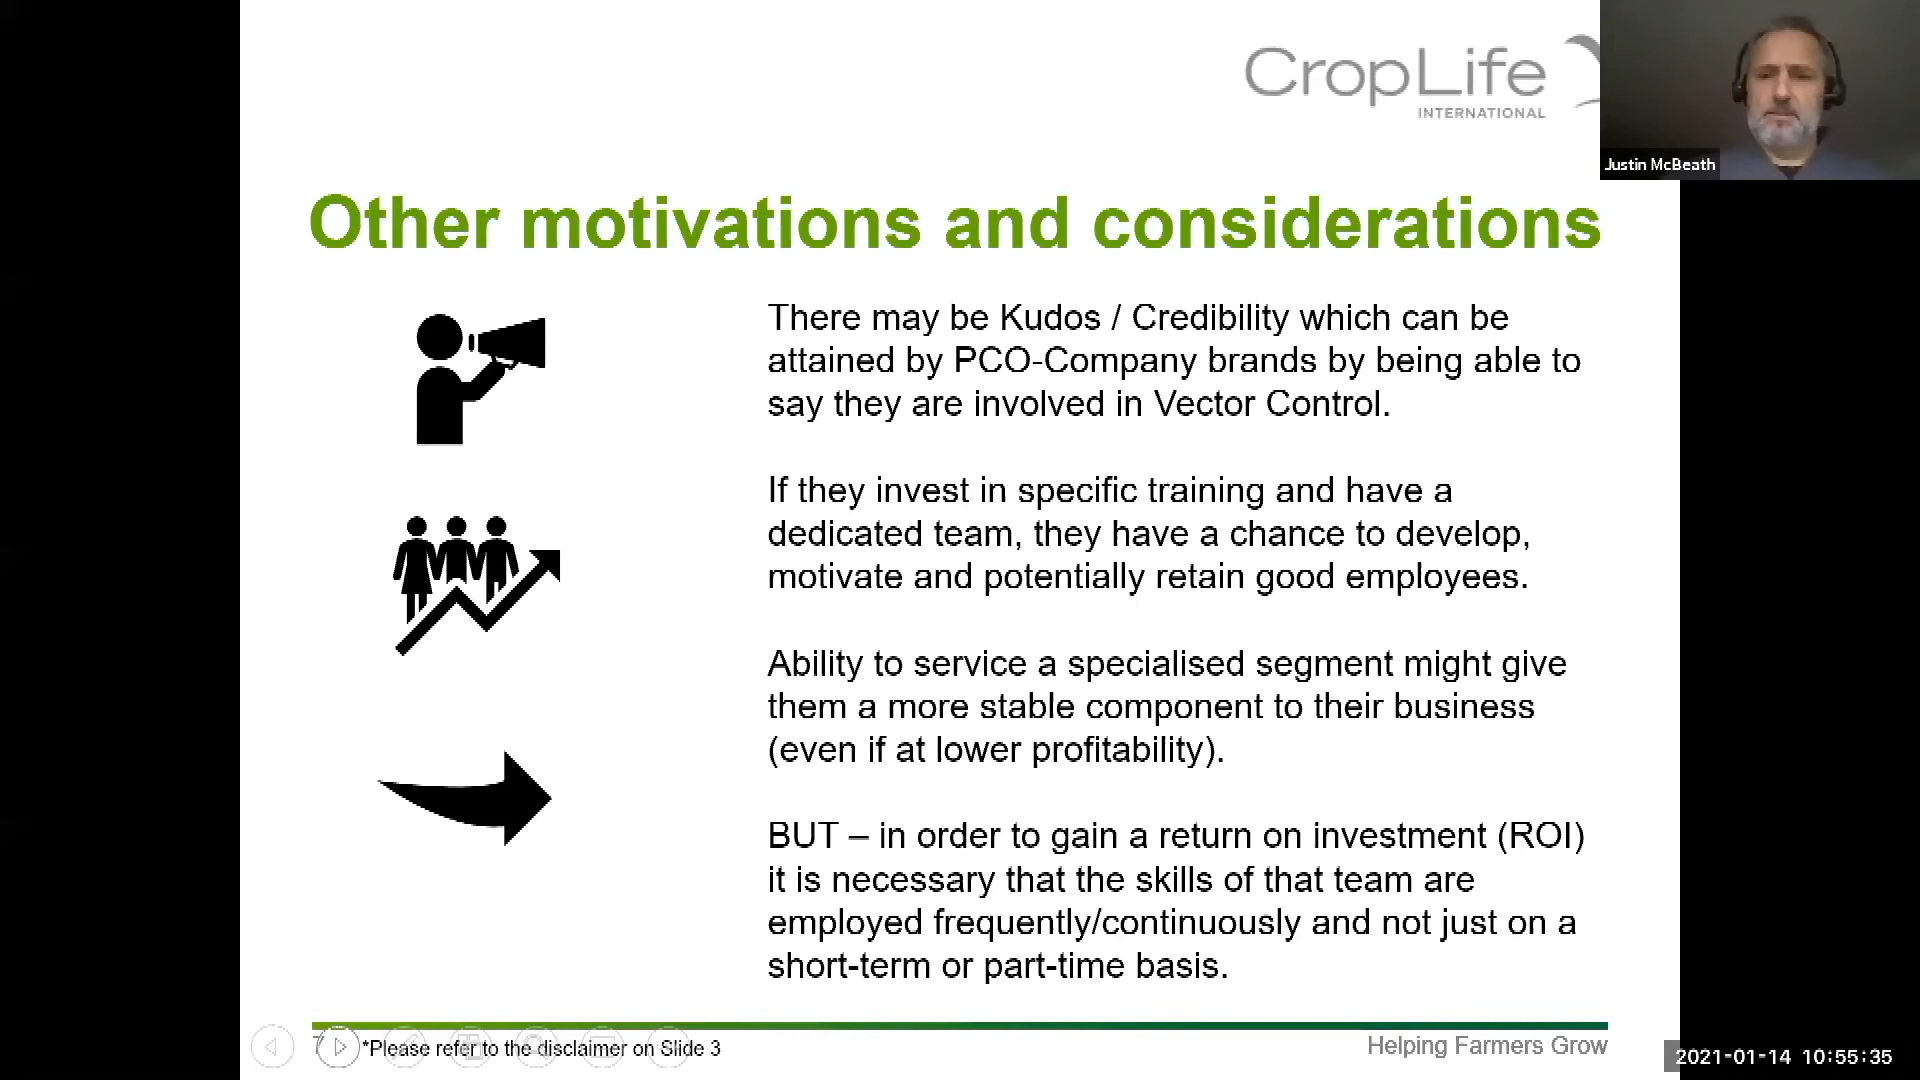 CropLife
INTERNATIONAL
Justin McBeath
Other motivations and considerations
There may be Kudos / Credibility which can be
attained by PCO-Company brands by being able to
say they are involved in Vector Control.
If they invest in specific training and have a
dedicated team, they have a chance to develop,
motivate and potentially retain good employees.
Ability to service a specialised segment might give
them a more stable component to their business
(even if at lower profitability).
BUT – in order to gain a return on investment (ROI)
it is necessary that the skills of that team are
employed frequently/continuously and not just on a
short-term or part-time basis.
7
*Please refer to the disclaimer on Slide 3
Helping Farmers Grow
2021-01-14 10:55:35